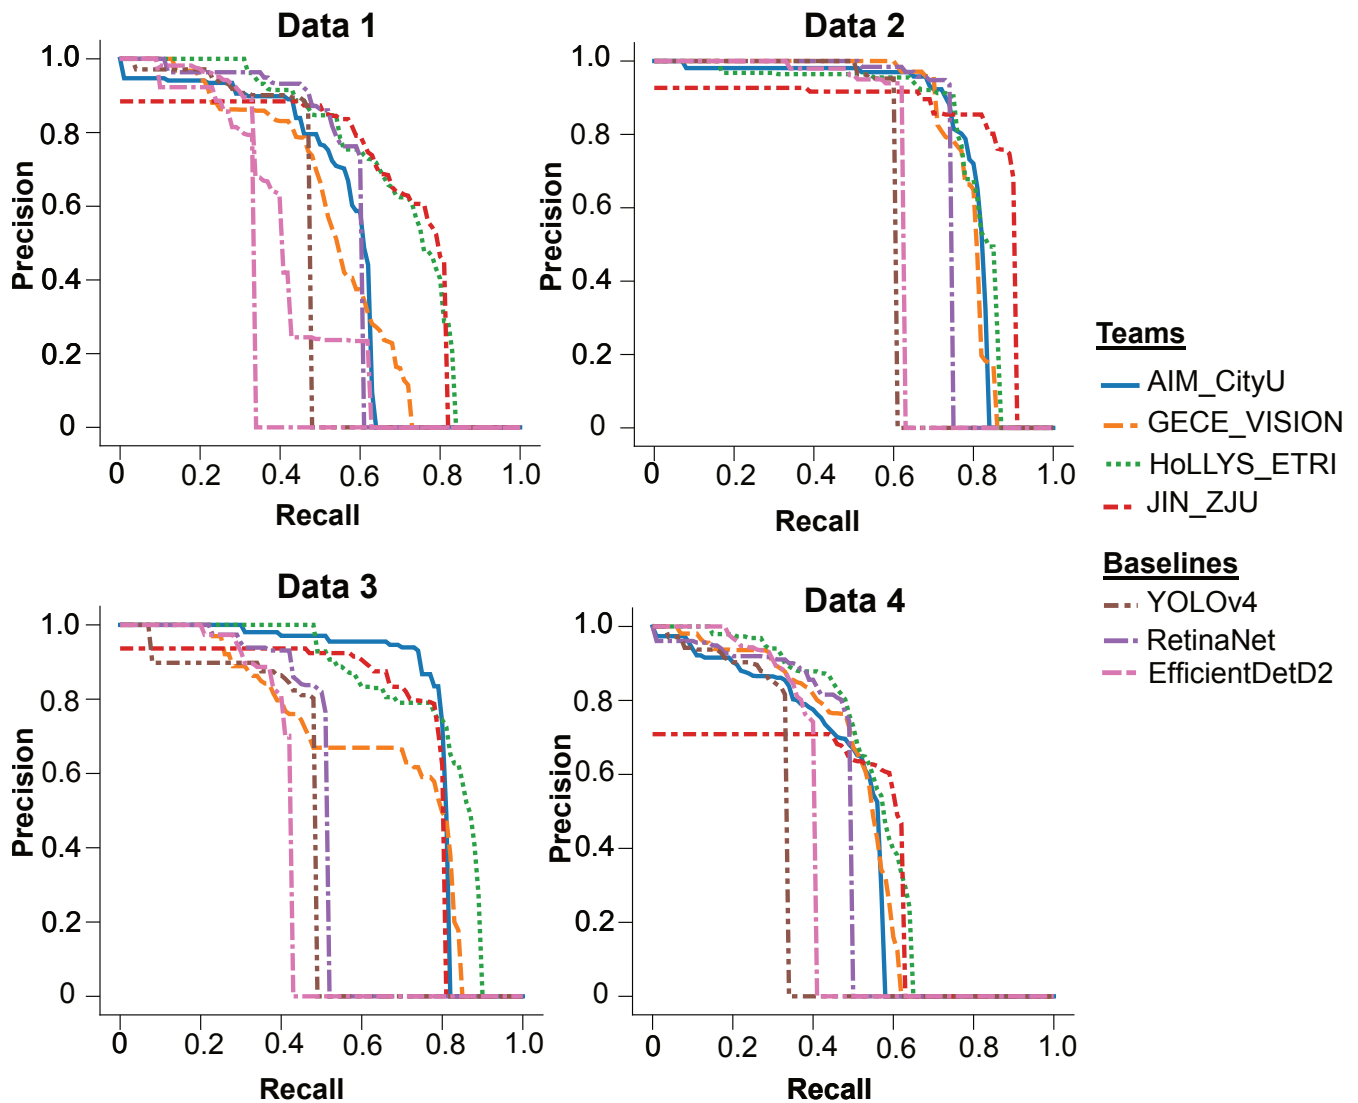 Data 1
1.0
0.8
0.6
0.4
0.2
0
Precision
0 0.2 0.4 0.6 0.8 1.0
Recall
Data 2
1.0
0.8
0.6
0.4
0.2
0
Precision
0 0.2 0.4 0.6 0.8 1.0
Recall
Teams
AIM_CityU
GECE_VISION
HoLLYS_ETRI
JIN_ZJU
Baselines
YOLOv4
RetinaNet
EfficientDetD2
Data 3
1.0
0.8
0.6
0.4
0.2
0
Precision
0 0.2 0.4 0.6 0.8 1.0
Recall
Data 4
1.0
0.8
0.6
0.4
0.2
0
Precision
0 0.2 0.4 0.6 0.8 1.0
Recall